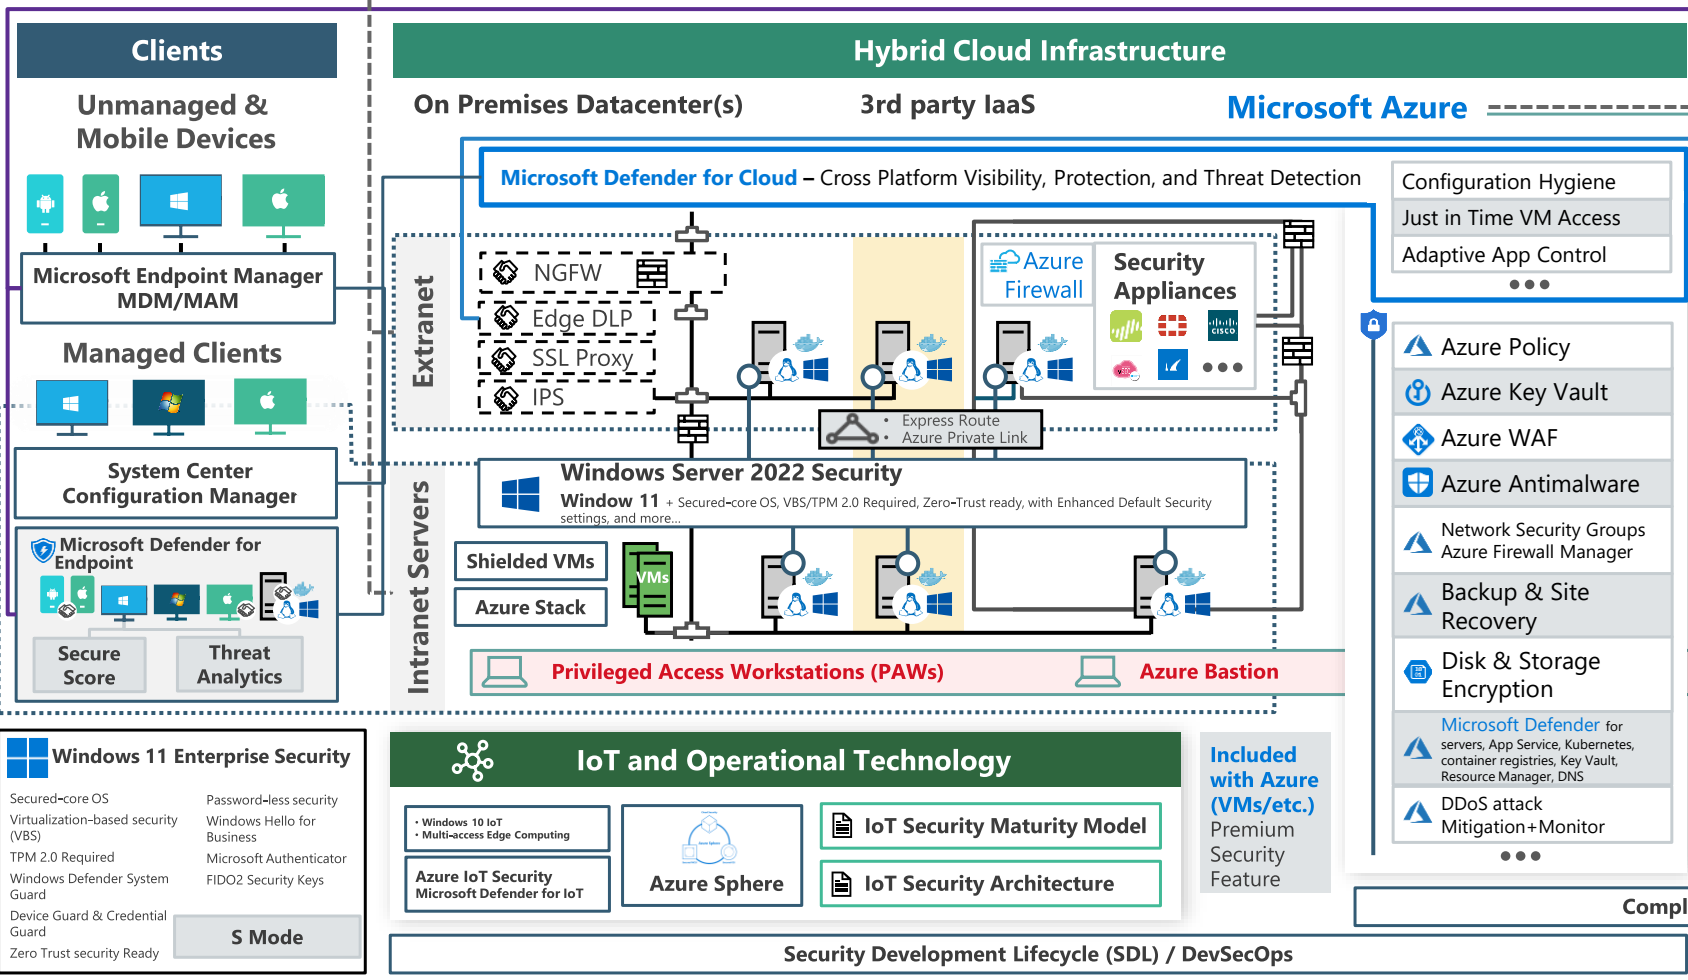 Clients
Unmanaged &
Mobile Devices
Microsoft Endpoint Manager
MDM/MAM
Managed Clients
System Center
Configuration Manager
Microsoft Defender for
Endpoint
Secure
Score
Threat
Analytics
Windows 11 Enterprise Security
Secured-core OS
Virtualization-based security
(VBS)
TPM 2.0 Required
Windows Defender System
Guard
Device Guard & Credential
Guard
Zero Trust security Ready
Password-less security
Windows Hello for
Business
Microsoft Authenticator
FIDO2 Security Keys
S Mode
Hybrid Cloud Infrastructure
On Premises Datacenter(s)
3rd party IaaS
Microsoft Azure
Microsoft Defender for Cloud – Cross Platform Visibility, Protection, and Threat Detection
Configuration Hygiene
Just in Time VM Access
Adaptive App Control
Extranet
NGFW
Edge DLP
SSL Proxy
IPS
Azure
Firewall
Security
Appliances
CISCO
• Express Route
• Azure Private Link
Intranet Servers
Windows Server 2022 Security
Window 11 + Secured-core OS, VBS/TPM 2.0 Required, Zero-Trust ready, with Enhanced Default Security
settings, and more...
Shielded VMs
Azure Stack
VMs
Privileged Access Workstations (PAWs)
Azure Bastion
Azure Policy
Azure Key Vault
Azure WAF
Azure Antimalware
Network Security Groups
Azure Firewall Manager
Backup & Site
Recovery
Disk & Storage
Encryption
Microsoft Defender for
servers, App Service, Kubernetes,
container registries, Key Vault,
Resource Manager, DNS
DDoS attack
Mitigation+Monitor
IoT and Operational Technology
• Windows 10 IoT
• Multi-access Edge Computing
Azure IoT Security
Microsoft Defender for IoT
Azure Sphere
IoT Security Maturity Model
IoT Security Architecture
Included
with Azure
(VMs/etc.)
Premium
Security
Feature
Compl
Security Development Lifecycle (SDL) / DevSecOps